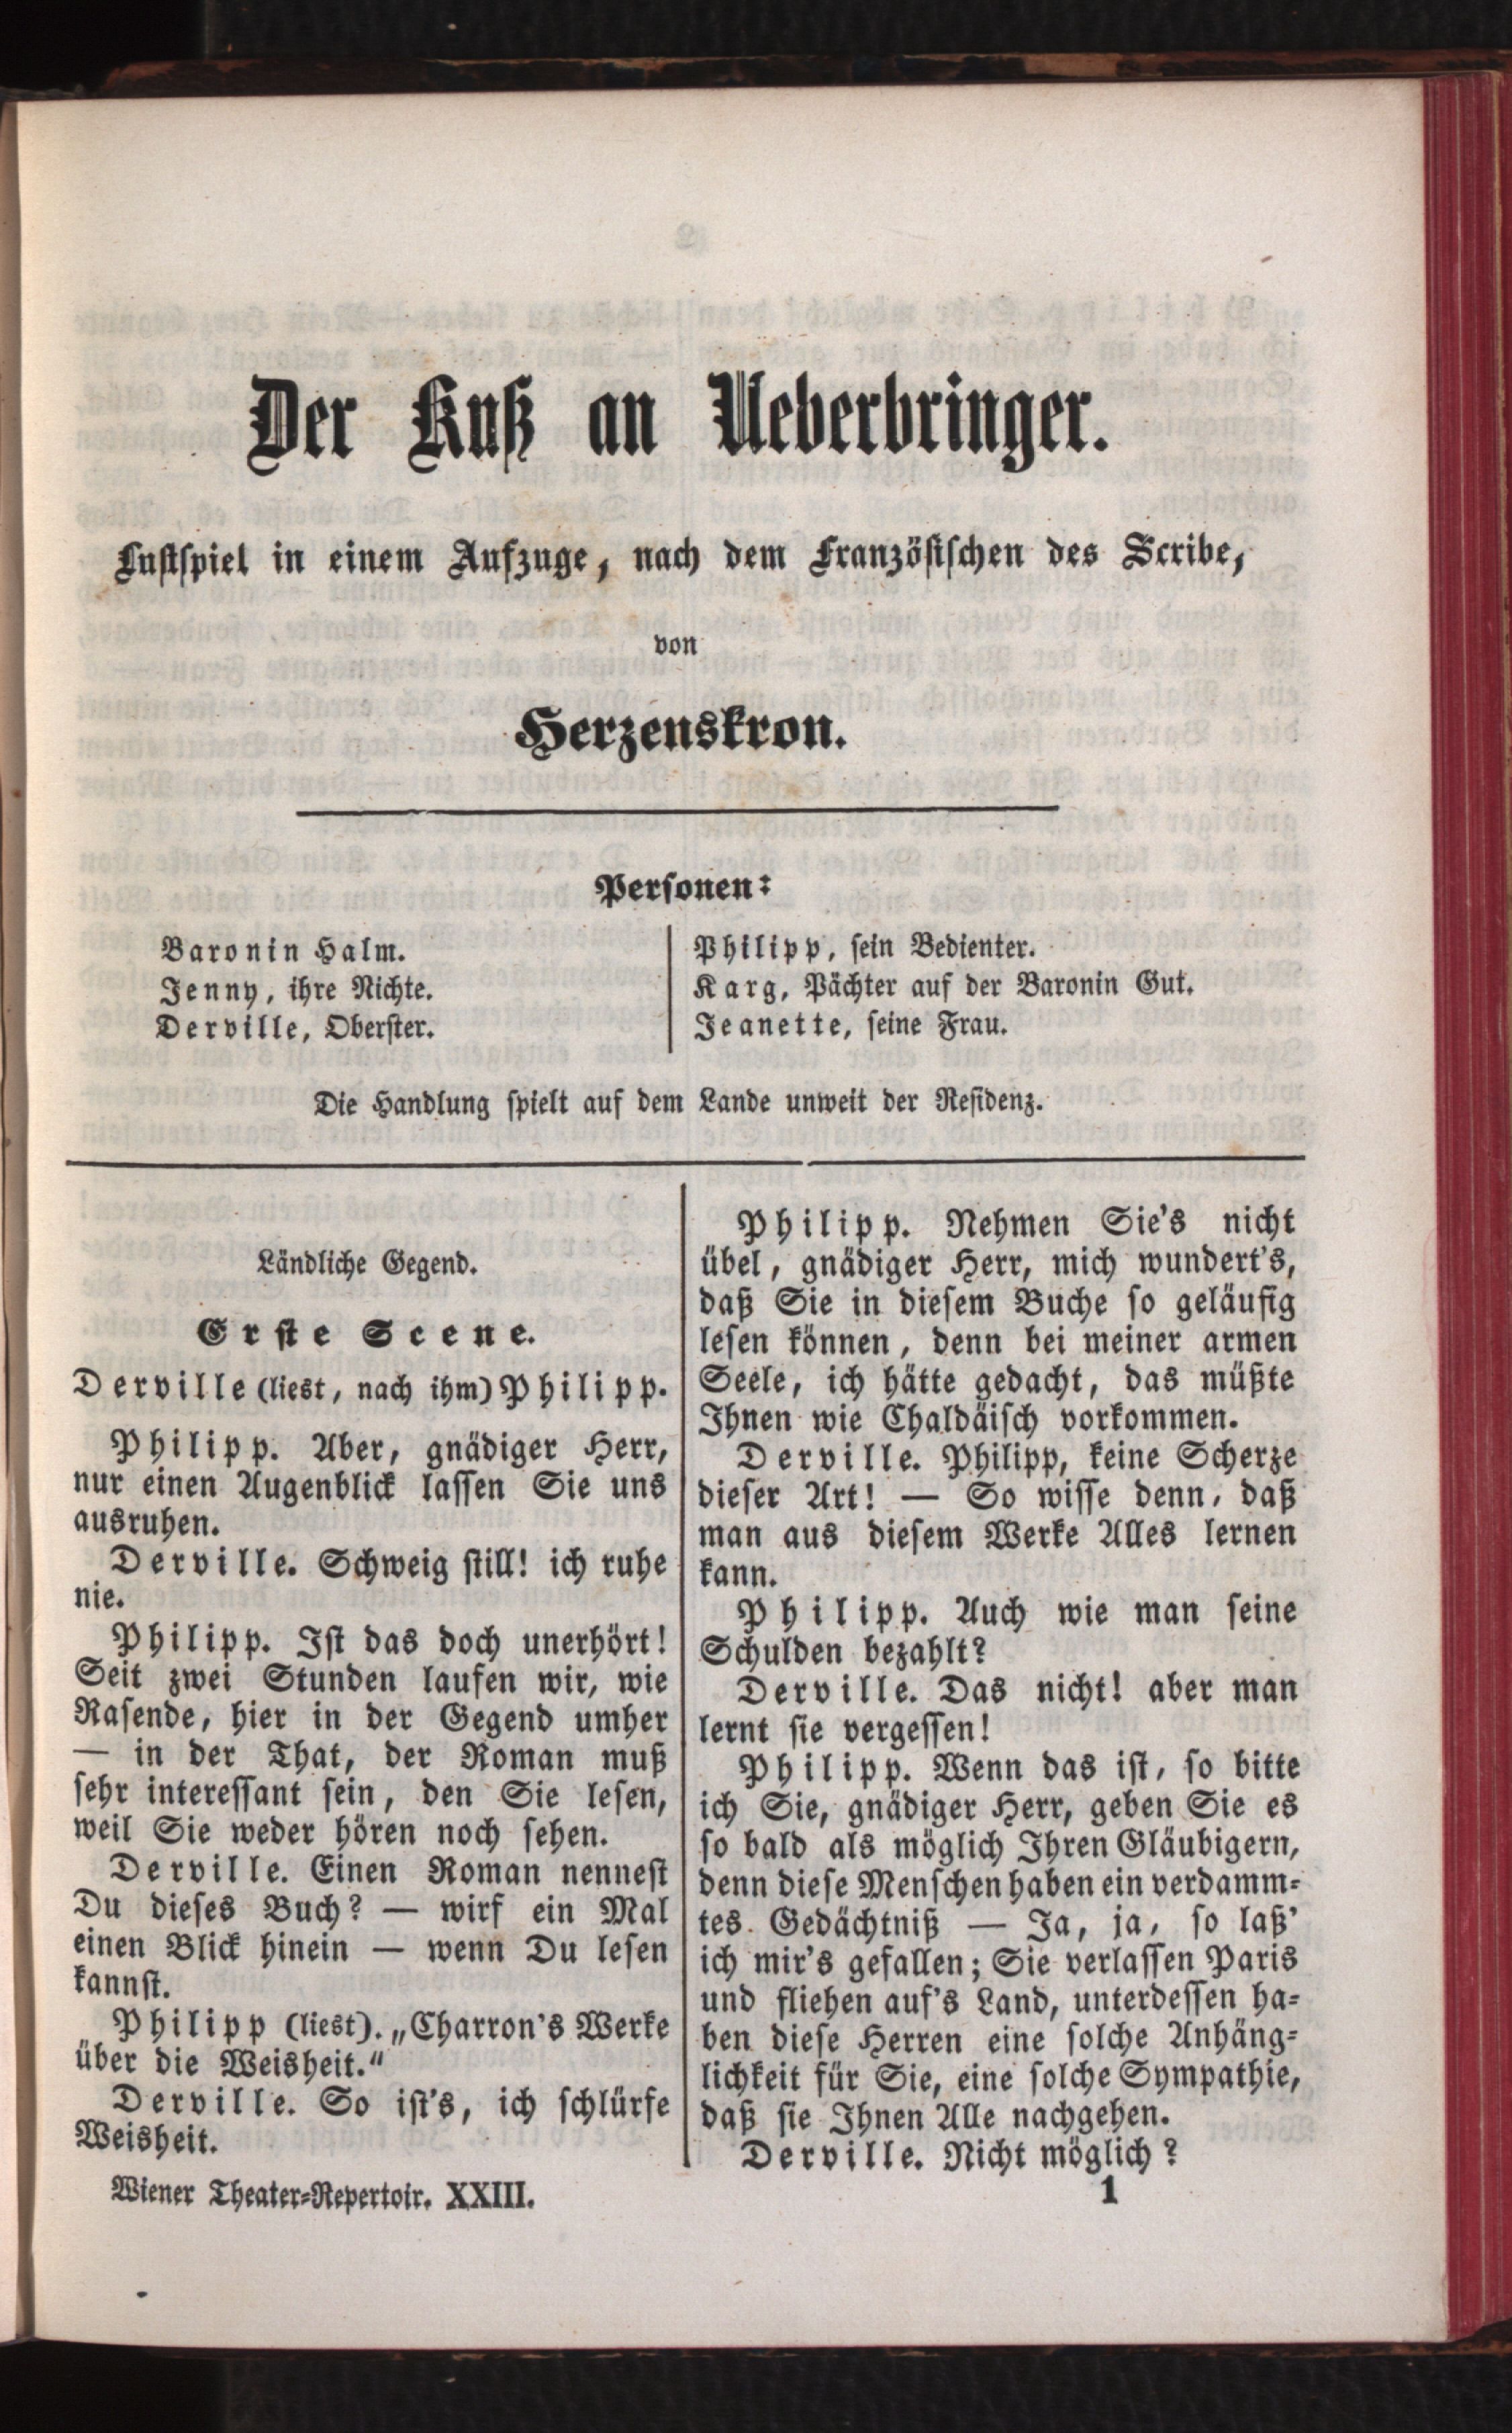 Der Kuß an Ueberbringer.
Lustspiel in einem Aufzuge, nach dem Französischen des Scribe,
von
Herzenskron.
Personen:
Baronin Halm.
Jenny, ihre Nichte.
Derville, Oberster.
Philipp, sein Bedienter.
Karg, Pächter auf der Baronin Gut.
Jeanette, seine Frau.
Die Handlung spielt auf dem Lande unweit der Residenz.
Ländliche Gegend.
Erste Scene.
Derville (liest, nach ihm) Philipp.
Philipp. Aber, gnädiger Herr,
nur einen Augenblick lassen Sie uns
ausruhen.
Derville. Schweig still! ich ruhe
nie.
Philipp. Ist das doch unerhört!
Seit zwei Stunden laufen wir, wie
Rasende, hier in der Gegend umher
— in der That, der Roman muß
sehr interessant sein, den Sie lesen,
weil Sie weder hören noch sehen.
Derville. Einen Roman nennest
Du dieses Buch? — wirf ein Mal
einen Blick hinein — wenn Du lesen
kannst.
Philipp (liest). „Charron's Werke
über die Weisheit.“
Derville. So ist's, ich schlürfe
Weisheit.
Philipp. Nehmen Sie's nicht
übel, gnädiger Herr, mich wundert's,
daß Sie in diesem Buche so geläufig
lesen können, denn bei meiner armen
Seele, ich hätte gedacht, das müßte
Ihnen wie Chaldäisch vorkommen.
Derville. Philipp, keine Scherze
dieser Art! — So wisse denn, daß
man aus diesem Werke Alles lernen
kann.
Philipp. Auch wie man seine
Schulden bezahlt?
Derville. Das nicht! aber man
lernt sie vergessen!
Philipp. Wenn das ist, so bitte
ich Sie, gnädiger Herr, geben Sie es
so bald als möglich Ihren Gläubigern,
denn diese Menschen haben ein verdamm-
tes Gedächtniß — Ja, ja, so laß'
ich mir's gefallen; Sie verlassen Paris
und fliehen auf's Land, unterdessen ha-
ben diese Herren eine solche Anhäng-
lichkeit für Sie, eine solche Sympathie,
daß sie Ihnen Alle nachgehen.
Derville. Nicht möglich?
Wiener Theater-Repertoir. XXIII.
1